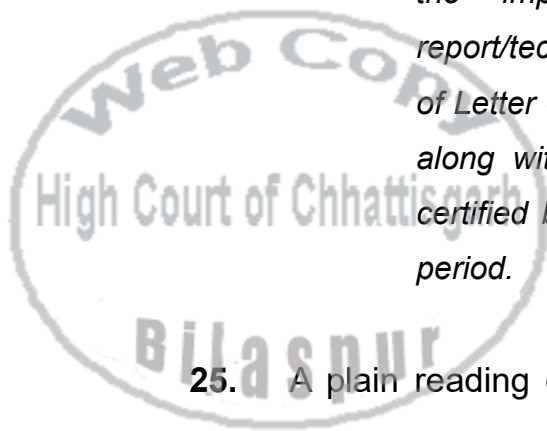 the imp
report/tec
of Letter
along wit
certified b
period.
25. A plain reading
Web Copy
High Court of Chhattisgarh
Bilaspur